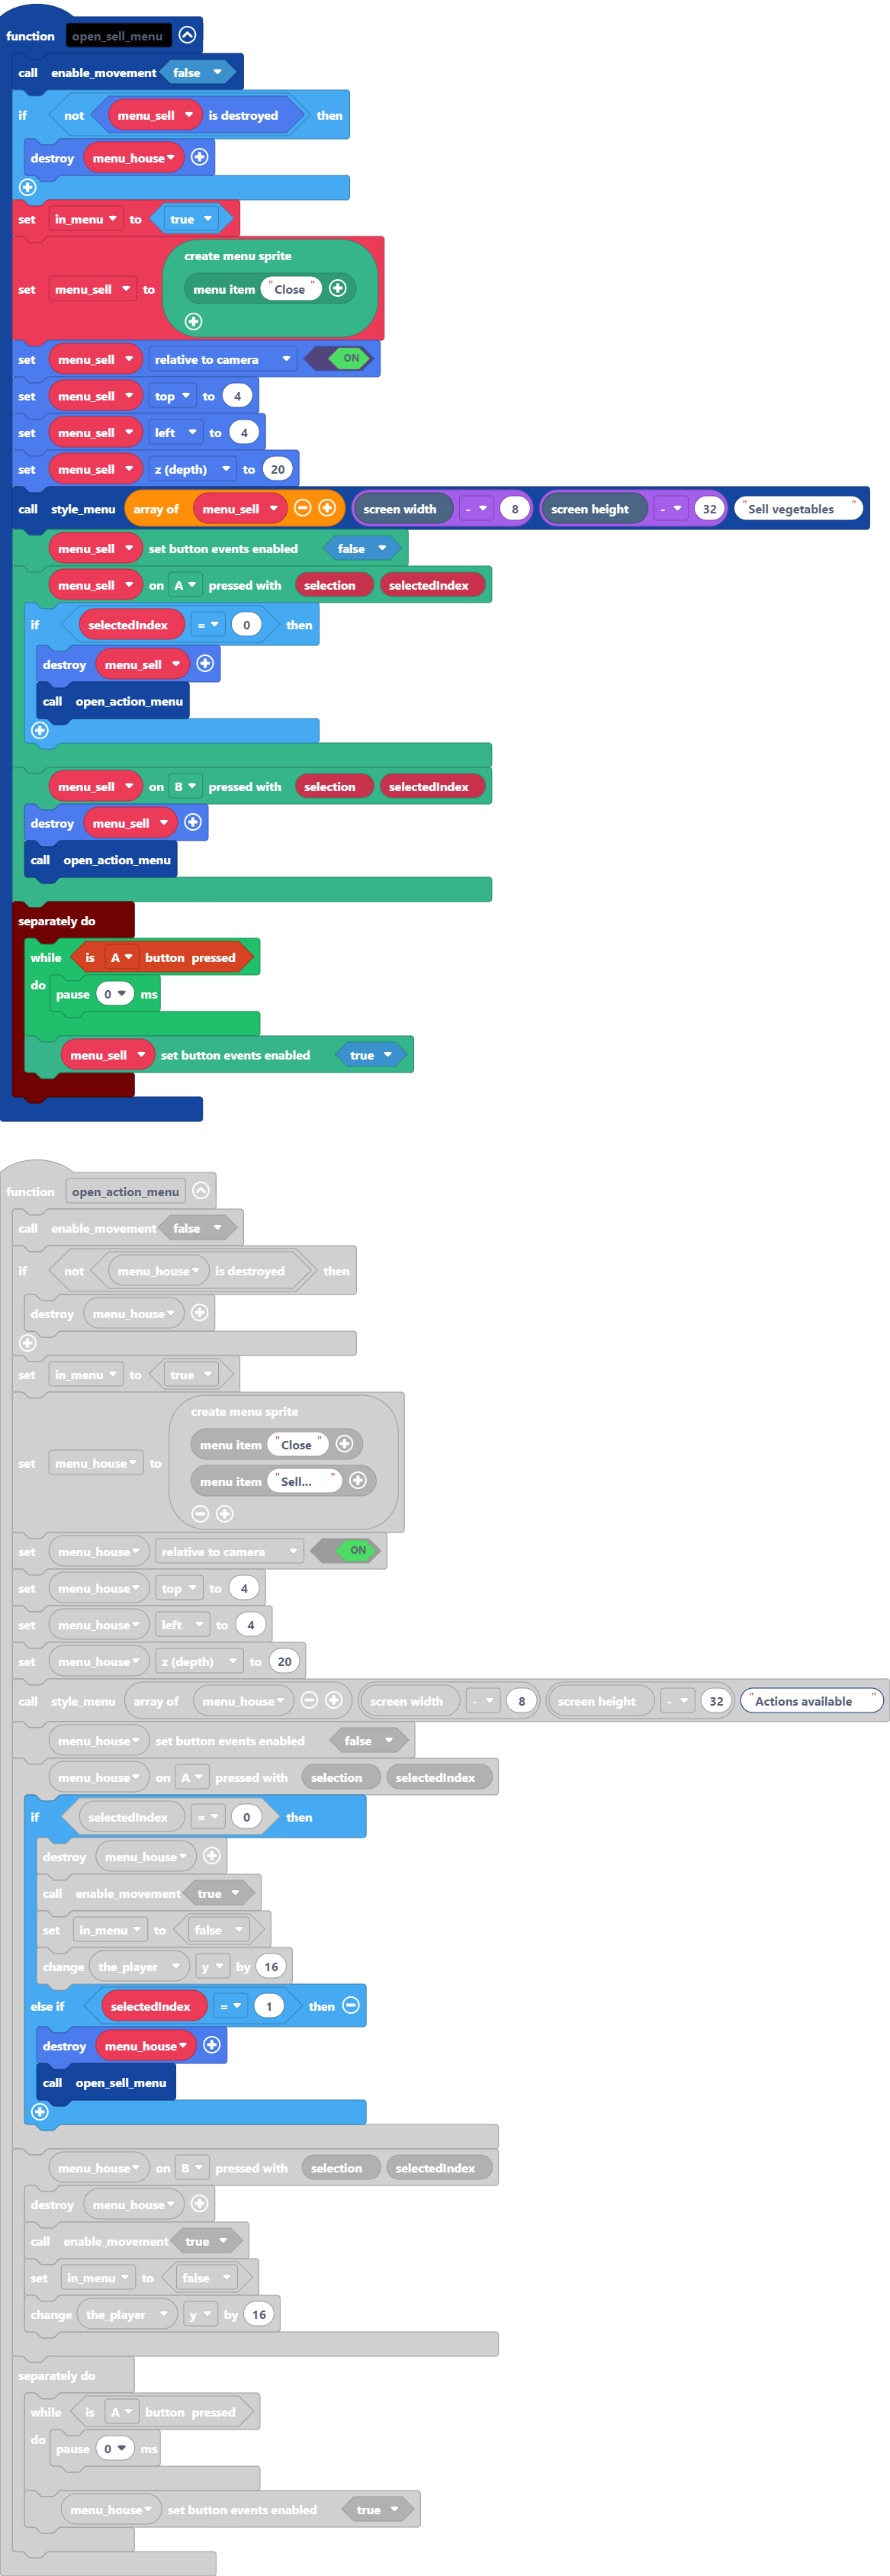 function open_sell_menu
call enable_movement false
if not menu_sell is destroyed then
destroy menu_house
set in_menu to true
create menu sprite
set menu_sell to menu item "Close"
set menu_sell relative to camera ON
set menu_sell top to 4
set menu_sell left to 4
set menu_sell z (depth) to 20
call style_menu array of menu_sell screen width - 8 screen height - 32 "Sell vegetables"
menu_sell set button events enabled false
menu_sell on A pressed with selection selectedIndex
if selectedIndex = 0 then
destroy menu_sell
call open_action_menu
menu_sell on B pressed with selection selectedIndex
destroy menu_sell
call open_action_menu
separately do
while is A button pressed
do pause 0 ms
menu_sell set button events enabled true
function open_action_menu
call enable_movement false
if not menu_house is destroyed then
destroy menu_house
set in_menu to true
create menu sprite
menu item "Close"
set menu_house to
menu item "Sell..."
set menu_house relative to camera ON
set menu_house top to 4
set menu_house left to 4
set menu_house z (depth) to 20
call style_menu array of menu_house screen width - 8 screen height - 32 "Actions available"
menu_house set button events enabled false
menu_house on A pressed with selection selectedIndex
if selectedIndex = 0 then
destroy menu_house
call enable_movement true
set in_menu to false
change the_player y by 16
else if selectedIndex = 1 then
destroy menu_house
call open_sell_menu
menu_house on B pressed with selection selectedIndex
destroy menu_house
call enable_movement true
set in_menu to false
change the_player y by 16
separately do
while is A button pressed
do pause 0 ms
menu_house set button events enabled true